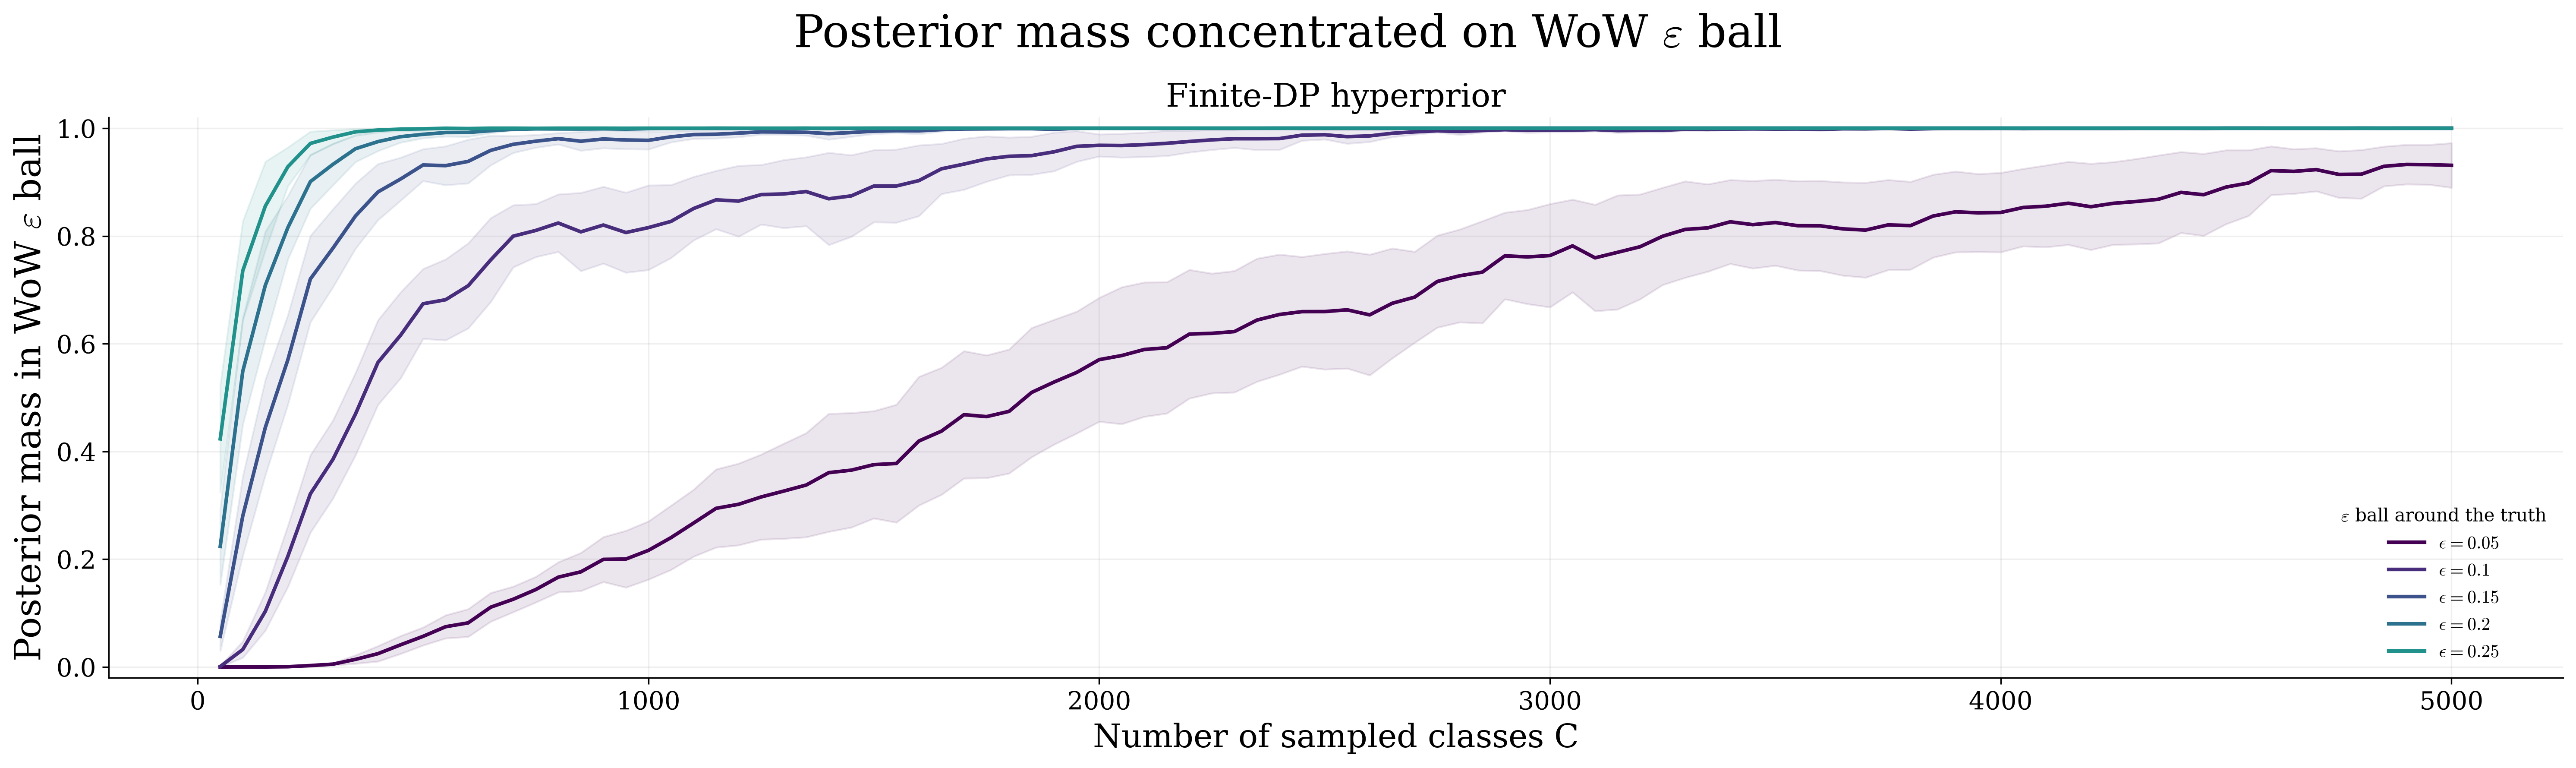 Posterior mass concentrated on WoW ε ball
Finite-DP hyperprior
Posterior mass in WoW ε ball
1.0
0.8
0.6
0.4
0.2
0.0
ε ball around the truth
ϵ = 0.05
ϵ = 0.1
ϵ = 0.15
ϵ = 0.2
ϵ = 0.25
0 1000 2000 3000 4000 5000
Number of sampled classes C